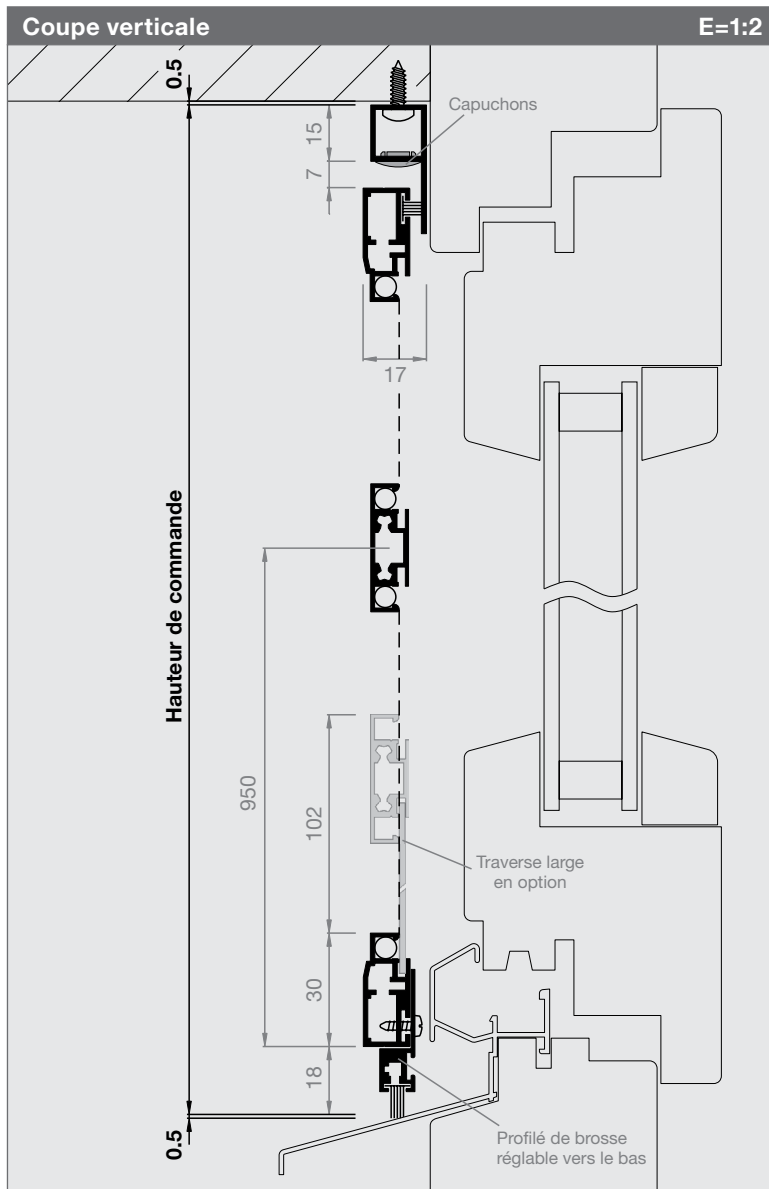 Coupe verticale
E=1:2
0.5
Capuchons
15
7
17
Hauteur de commande
950
102
Traverse large
en option
30
18
Profilé de brosse
réglable vers le bas
0.5